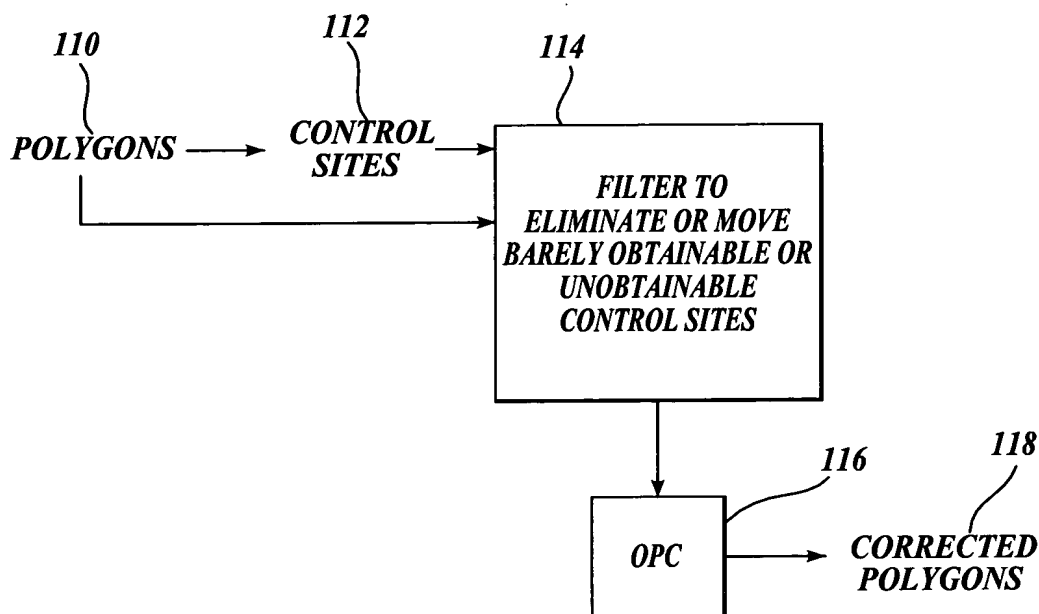 110
112
114
POLYGONS
CONTROL
SITES
FILTER TO
ELIMINATE OR MOVE
BARELY OBTAINABLE OR
UNOBTAINABLE
CONTROL SITES
116
118
OPC
CORRECTED
POLYGONS